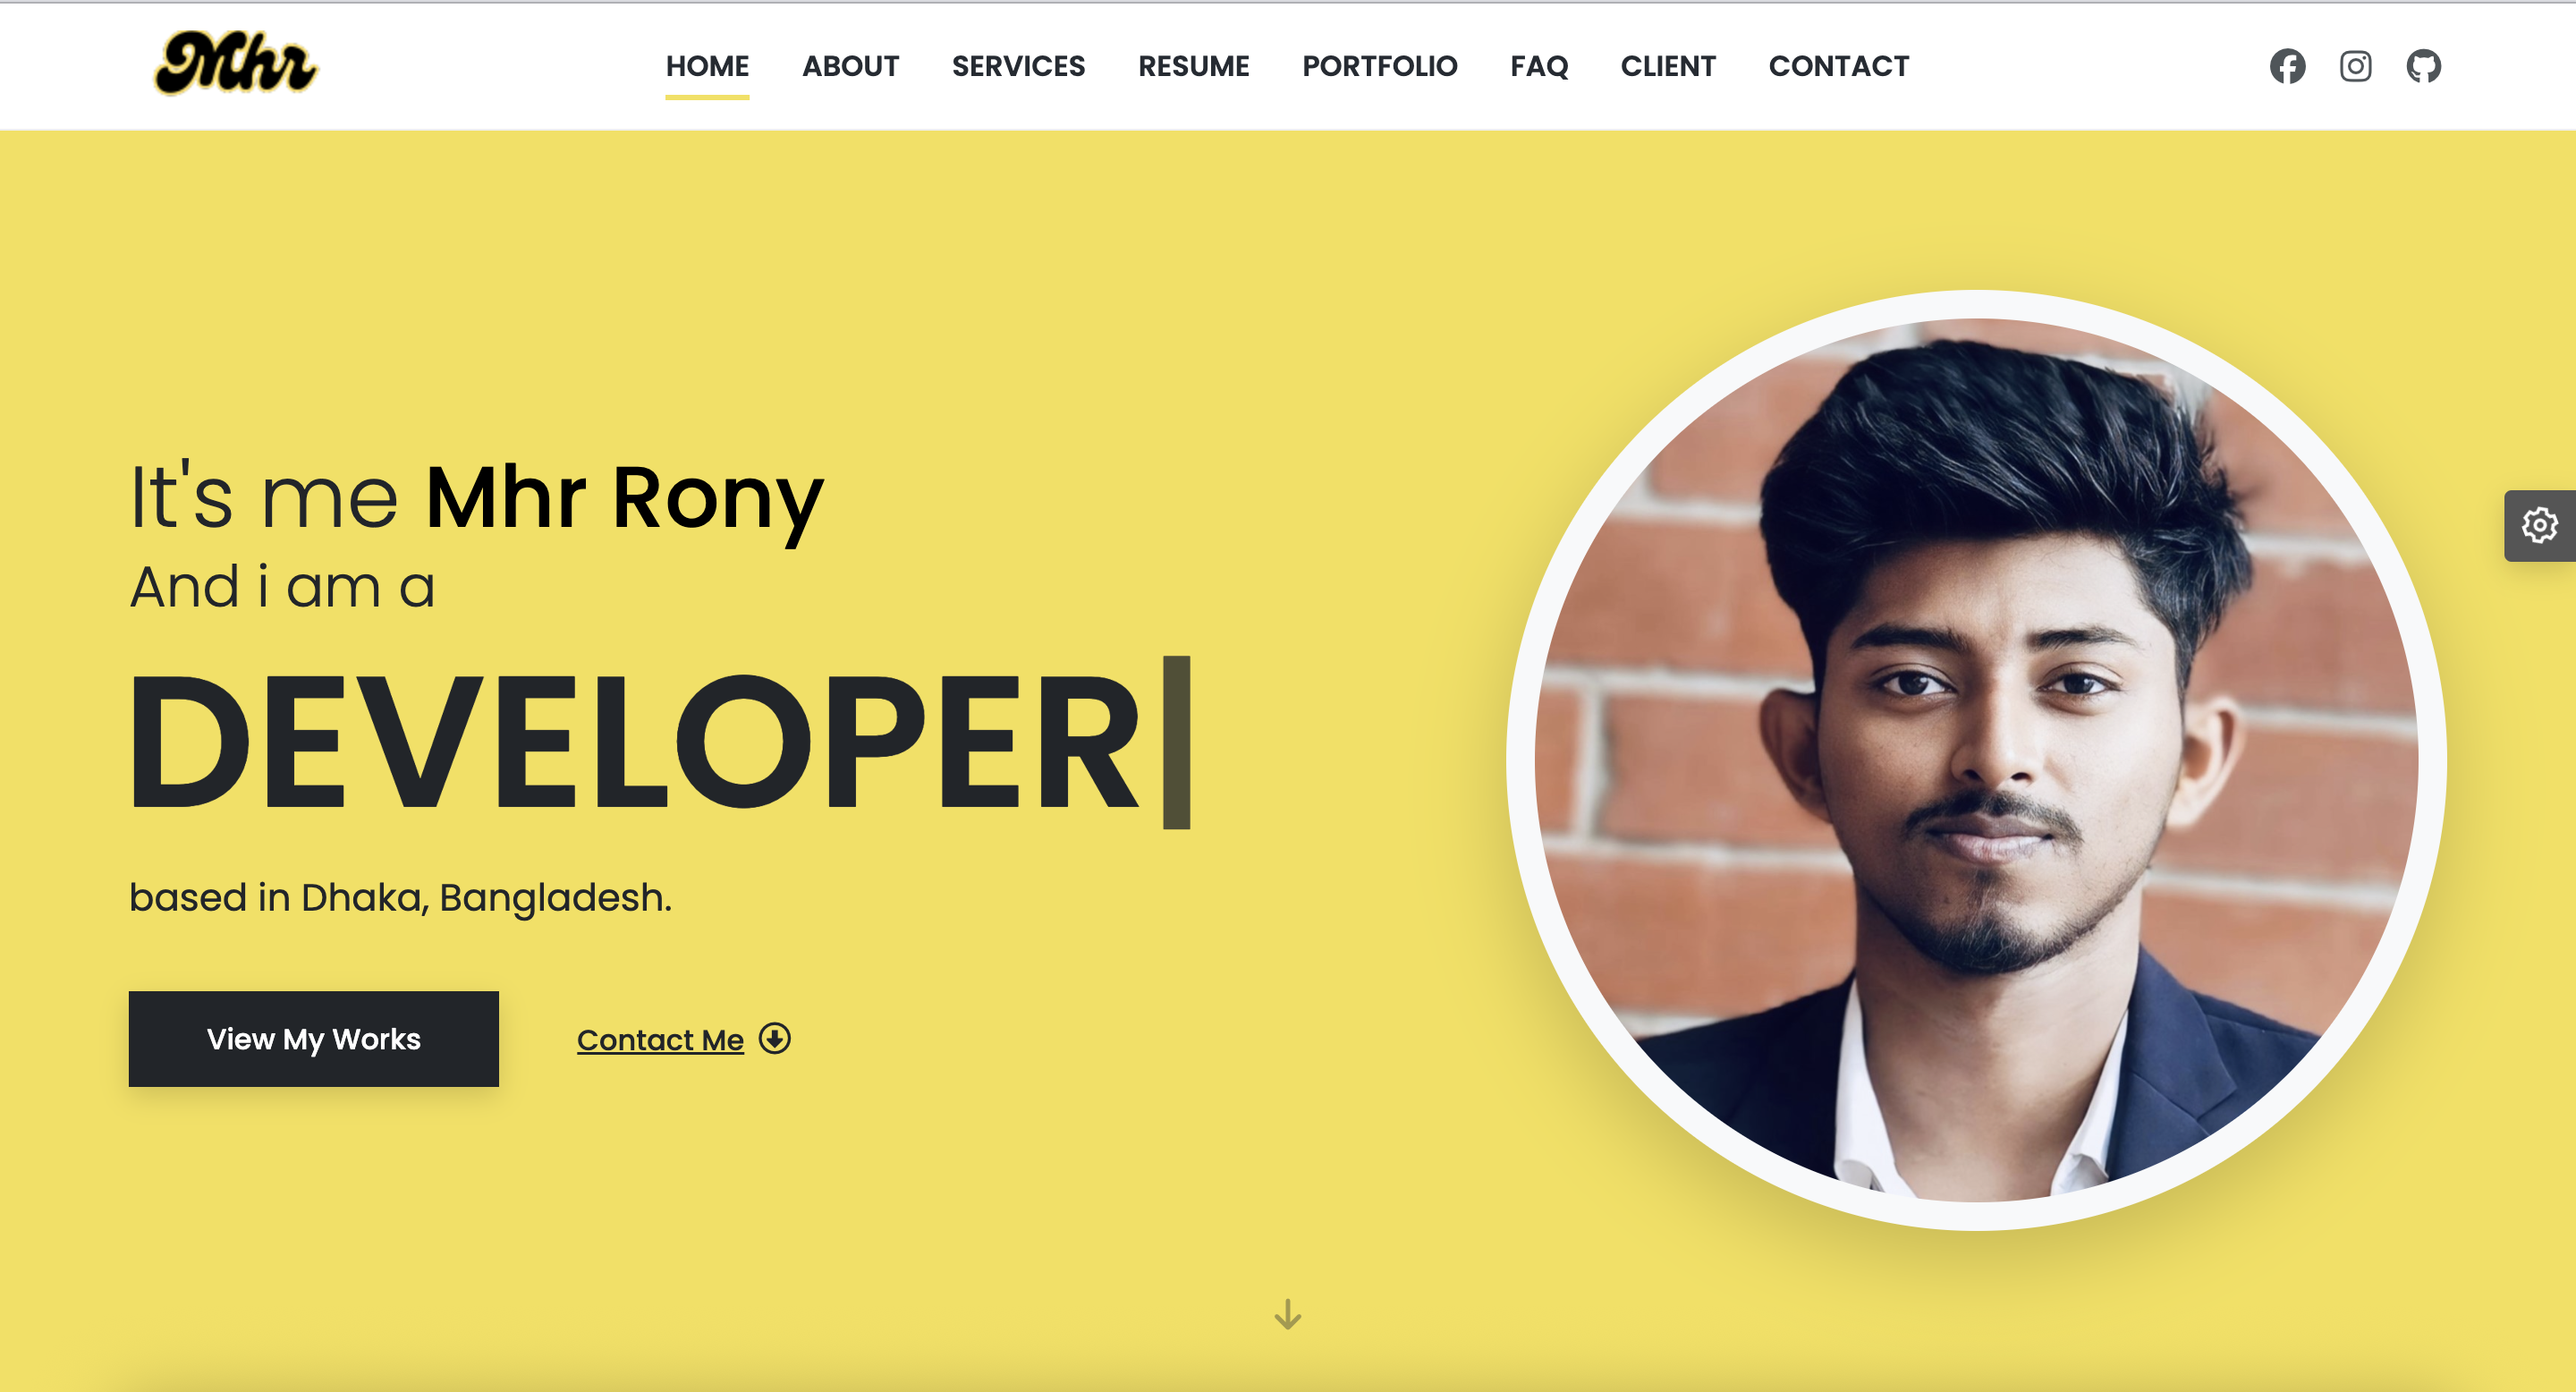 Mhr
HOME ABOUT SERVICES RESUME PORTFOLIO FAQ CLIENT CONTACT
It's me Mhr Rony
And i am a
DEVELOPER
based in Dhaka, Bangladesh.
View My Works
Contact Me